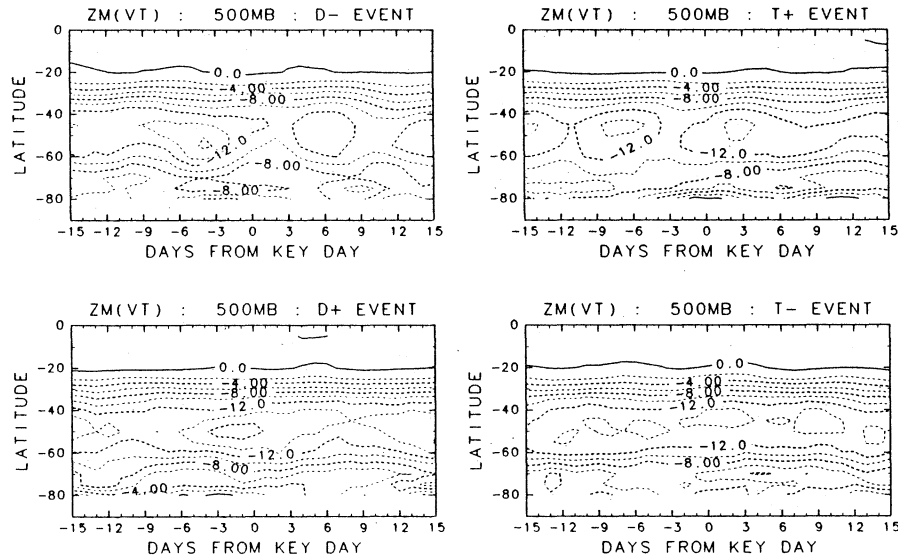 ZM(VT) : 500MB : D- EVENT
0
-20
-40
-60
-80
LATITUDE
0.0
-4.00
-8.00
-12.0
-8.00
-8.00
-15 -12 -9 -6 -3 0 3 6 9 12 15
DAYS FROM KEY DAY
ZM(VT) : 500MB : T+ EVENT
0
-20
-40
-60
-80
LATITUDE
0.0
-4.00
-8.00
-12.0
-12.0
-8.00
-15 -12 -9 -6 -3 0 3 6 9 12 15
DAYS FROM KEY DAY
ZM(VT) : 500MB : D+ EVENT
0
-20
-40
-60
-80
LATITUDE
0.0
-4.00
-8.00
-12.0
-12.0
-8.00
-4.00
-15 -12 -9 -6 -3 0 3 6 9 12 15
DAYS FROM KEY DAY
ZM(VT) : 500MB : T- EVENT
0
-20
-40
-60
-80
LATITUDE
0.0
-4.00
-8.00
-12.0
-12.0
-8.00
-15 -12 -9 -6 -3 0 3 6 9 12 15
DAYS FROM KEY DAY